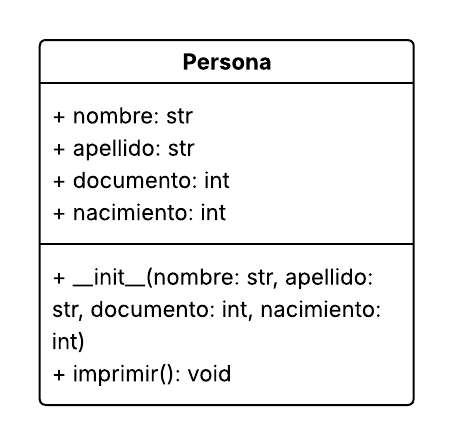 Persona
+ nombre: str
+ apellido: str
+ documento: int
+ nacimiento: int
+ __init__(nombre: str, apellido:
str, documento: int, nacimiento:
int)
+ imprimir(): void